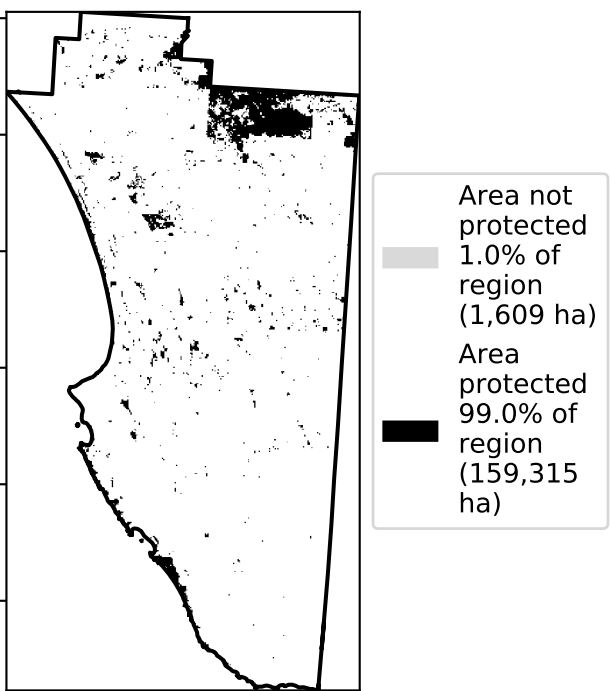 Area not
protected
1.0% of
region
(1,609 ha)
Area
protected
99.0% of
region
(159,315
ha)